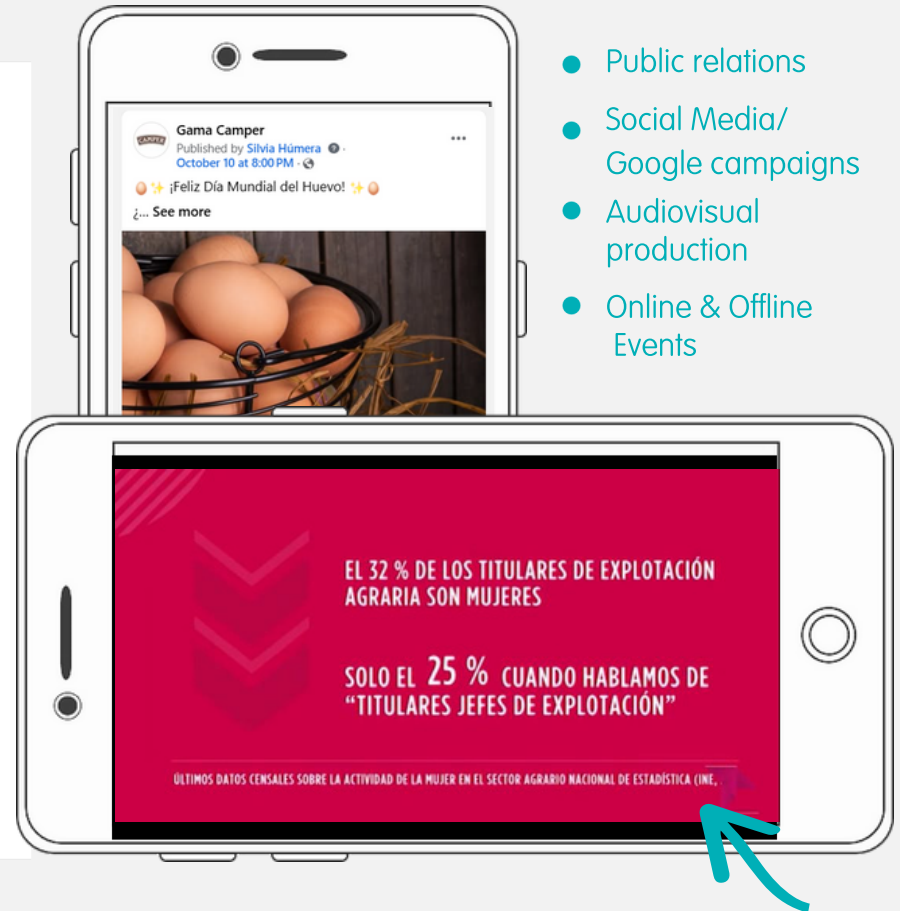 CAMPER
Gama Camper
Published by Silvia Húmera ·
October 10 at 8:00 PM ·
¡Feliz Día Mundial del Huevo!
¿... See more
Public relations
Social Media/
Google campaigns
Audiovisual
production
Online & Offline
Events
EL 32 % DE LOS TITULARES DE EXPLOTACIÓN
AGRARIA SON MUJERES
SOLO EL 25 % CUANDO HABLAMOS DE
“TITULARES JEFES DE EXPLOTACIÓN”
ÚLTIMOS DATOS CENSALES SOBRE LA ACTIVIDAD DE LA MUJER EN EL SECTOR AGRARIO NACIONAL DE ESTADÍSTICA (INE,